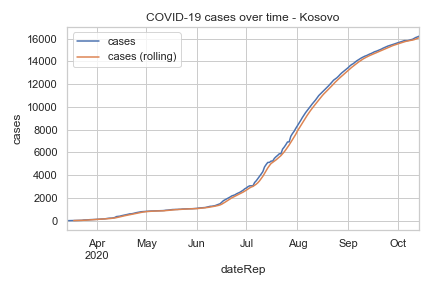 COVID-19 cases over time - Kosovo
cases
cases (rolling)
16000
14000
12000
10000
8000
6000
4000
2000
0
cases
Apr May Jun Jul Aug Sep Oct
2020
dateRep